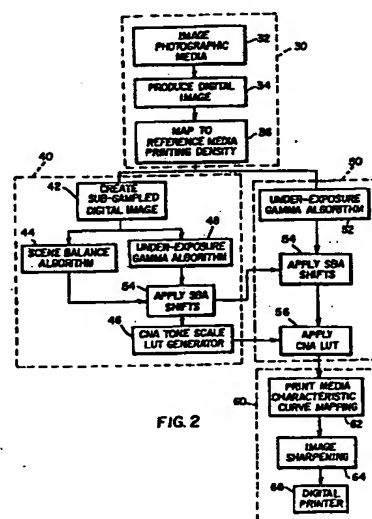 IMAGE
PHOTOGRAPHIC
MEDIA
32
30
PRODUCE DIGITAL
IMAGE
34
MAP TO
REFERENCE MEDIA
PRINTING DENSITY
36
40
CREATE
SUB-SAMPLED
DIGITAL IMAGE
42
44
SCENE BALANCE
ALGORITHM
48
UNDER-EXPOSURE
GAMMA ALGORITHM
54
APPLY SBA
SHIFTS
CNA TONE SCALE
LUT GENERATOR
46
50
UNDER-EXPOSURE
GAMMA ALGORITHM
52
54
APPLY SBA
SHIFTS
56
APPLY
CNA LUT
60
PRINT MEDIA
CHARACTERISTIC
CURVE MAPPING
62
IMAGE
SHARPENING
64
DIGITAL
PRINTER
66
FIG. 2